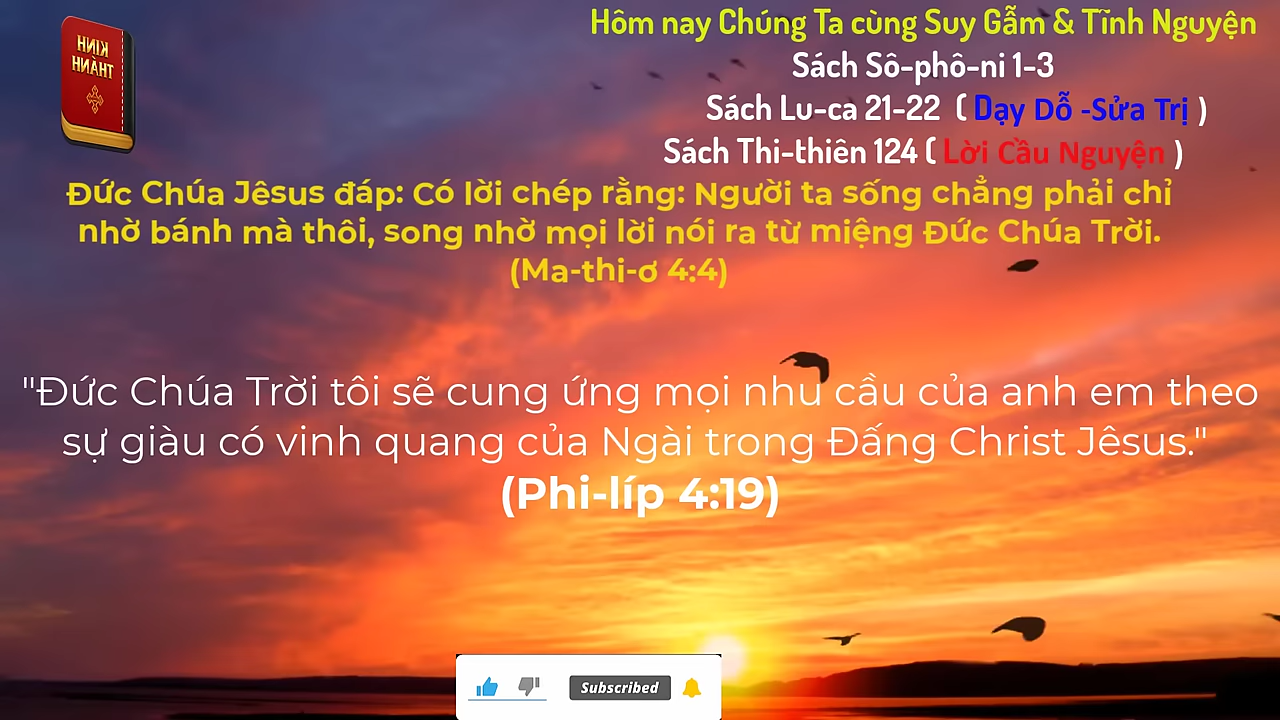 KINH
THÁNH
Hôm nay Chúng Ta cùng Suy Gẫm & Tĩnh Nguyện
Sách Sô-phô-ni 1-3
Sách Lu-ca 21-22 ( Dạy Dỗ -Sửa Trị )
Sách Thi-thiên 124 ( Lời Cầu Nguyện )
Đức Chúa Jêsus đáp: Có lời chép rằng: Người ta sống chẳng phải chỉ
nhờ bánh mà thôi, song nhờ mọi lời nói ra từ miệng Đức Chúa Trời.
(Ma-thi-ơ 4:4)
"Đức Chúa Trời tôi sẽ cung ứng mọi nhu cầu của anh em theo
sự giàu có vinh quang của Ngài trong Đấng Christ Jêsus."
(Phi-líp 4:19)
Subscribed